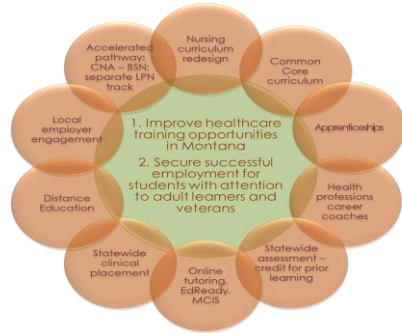 Nursing
curriculum
redesign
Common
Core
curriculum
Apprenticeships
Health
professions
career
coaches
Statewide
assessment –
credit for prior
learning
Online
tutoring,
EdReady,
MCIS
Statewide
clinical
placement
Distance
Education
Local
employer
engagement
Accelerated
pathway:
CNA – BSN;
separate LPN
track
1. Improve healthcare
training opportunities
in Montana
2. Secure successful
employment for
students with attention
to adult learners and
veterans